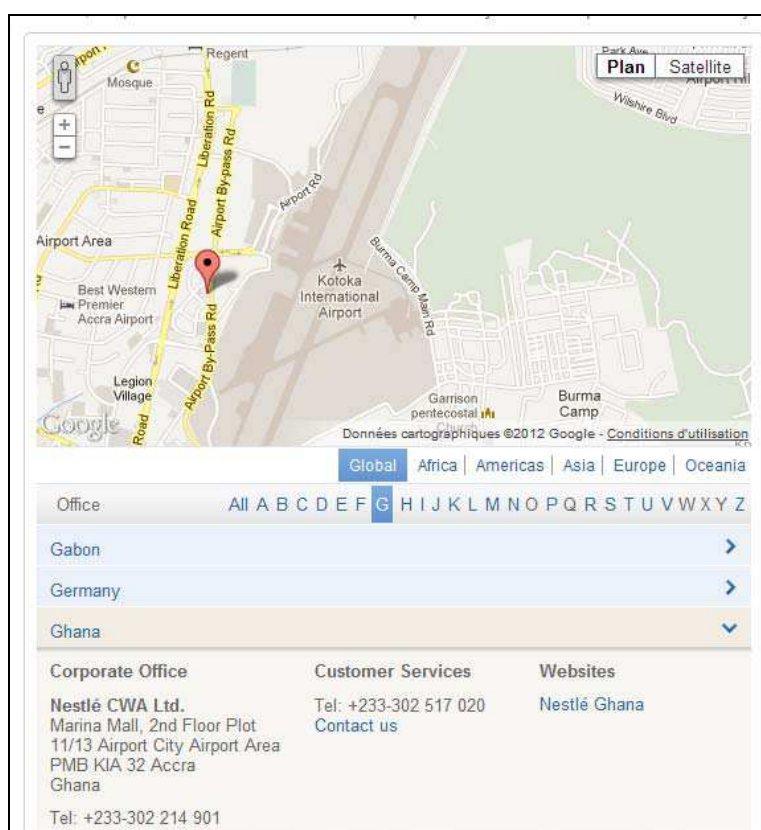 Regent
Mosque
Park Ave
Plan Satellite
Wilshire Blvd
Liberation Rd
Airport By-pass Rd
Airport Rd
Liberation Road
Airport Area
Burma Camp Main Rd
Best Western
Premier
Accra Airport
Kotoka
International
Airport
Airport By-Pass Rd
Legion
Village
Garrison
pentecostal
Church
Burma
Camp
Google
Road
Données cartographiques ©2012 Google - Conditions d'utilisation
Global Africa Americas Asia Europe Oceania
Office All A B C D E F G H I J K L M N O P Q R S T U V W X Y Z
Gabon
Germany
Ghana
Corporate Office Customer Services Websites
Nestlé CWA Ltd. Tel: +233-302 517 020 Nestlé Ghana
Marina Mall, 2nd Floor Plot Contact us
11/13 Airport City Airport Area
PMB KIA 32 Accra
Ghana
Tel: +233-302 214 901